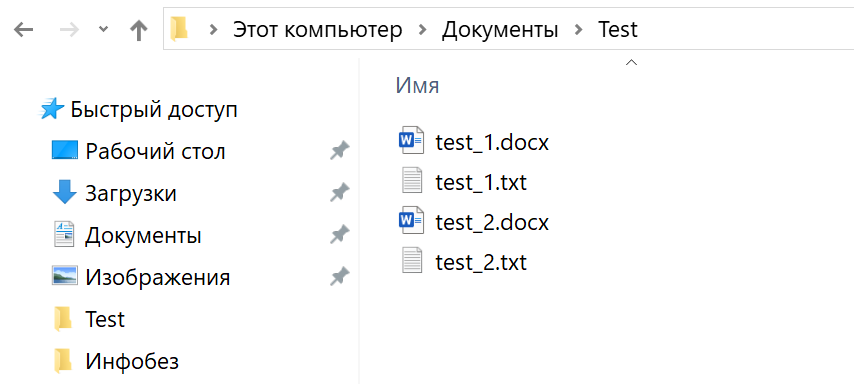 Этот компьютер > Документы > Test
Быстрый доступ
Рабочий стол
Загрузки
Документы
Изображения
Test
Инфобез
Имя
test_1.docx
test_1.txt
test_2.docx
test_2.txt